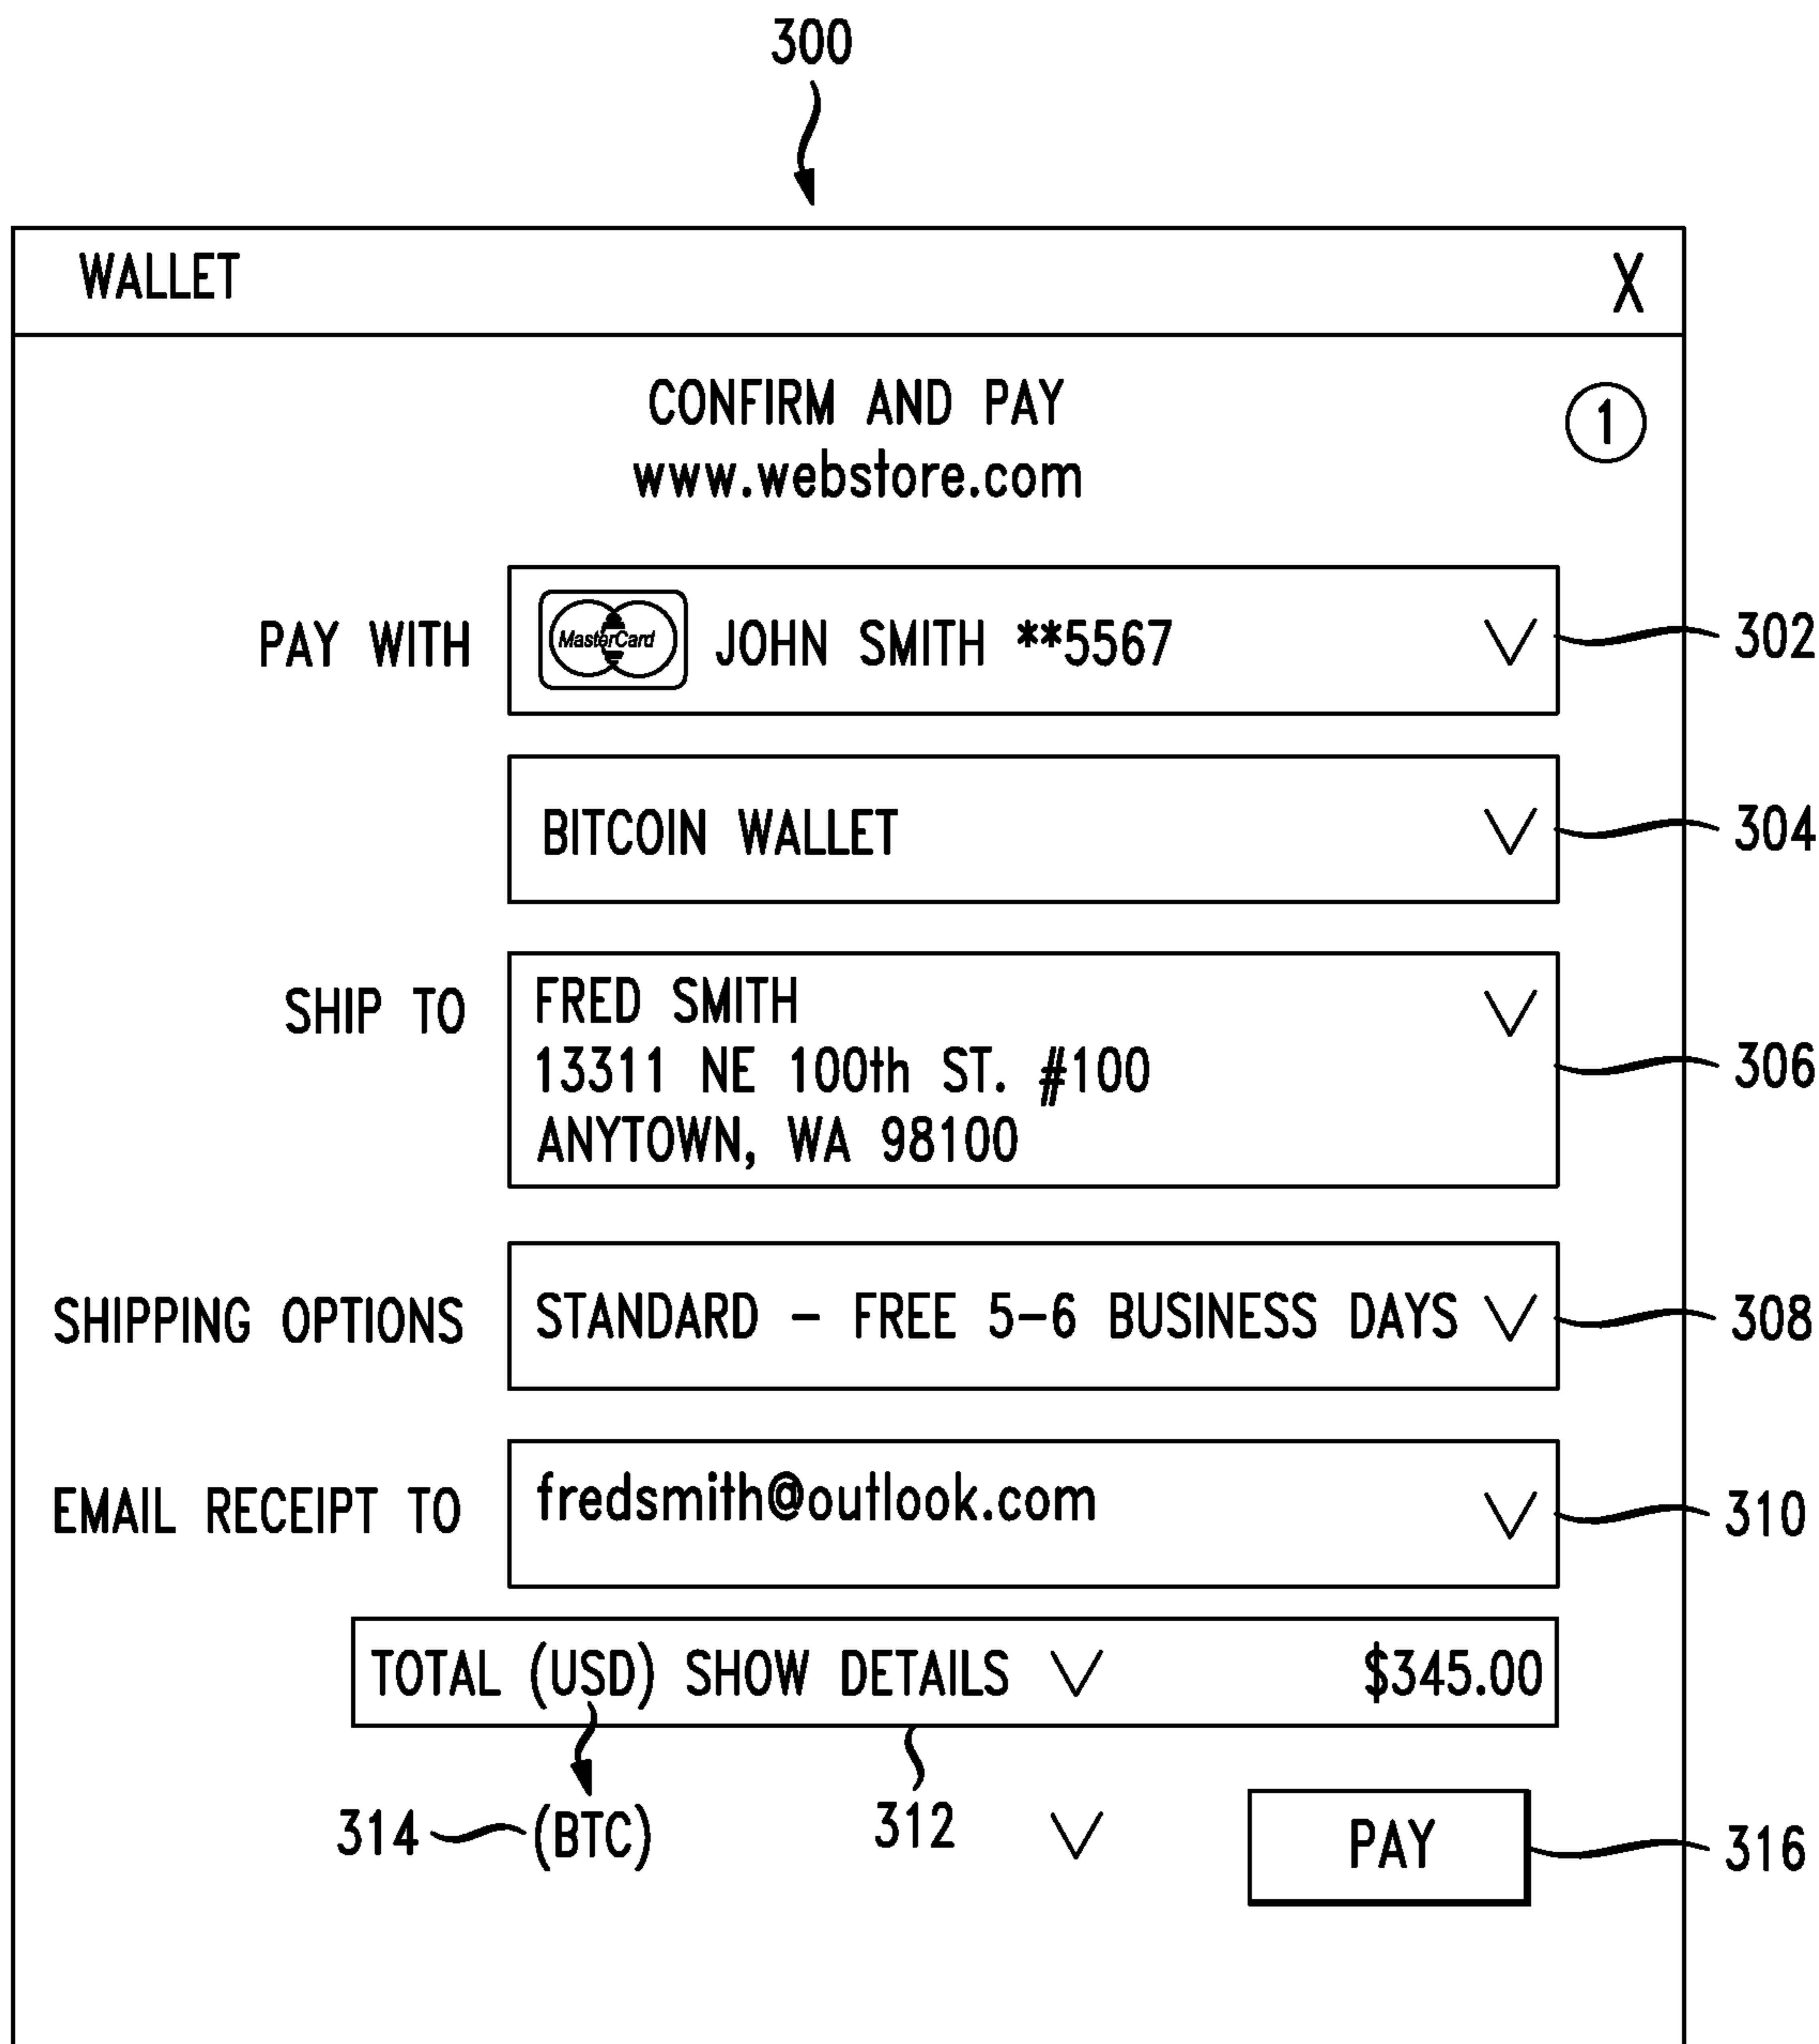 300
WALLET X
CONFIRM AND PAY 1
www.webstore.com
PAY WITH MasterCard JOHN SMITH **5567 302
BITCOIN WALLET 304
SHIP TO FRED SMITH
13311 NE 100th ST. #100 306
ANYTOWN, WA 98100
SHIPPING OPTIONS STANDARD - FREE 5-6 BUSINESS DAYS 308
EMAIL RECEIPT TO fredsmith@outlook.com 310
TOTAL (USD) SHOW DETAILS $345.00
314 (BTC) 312 PAY 316